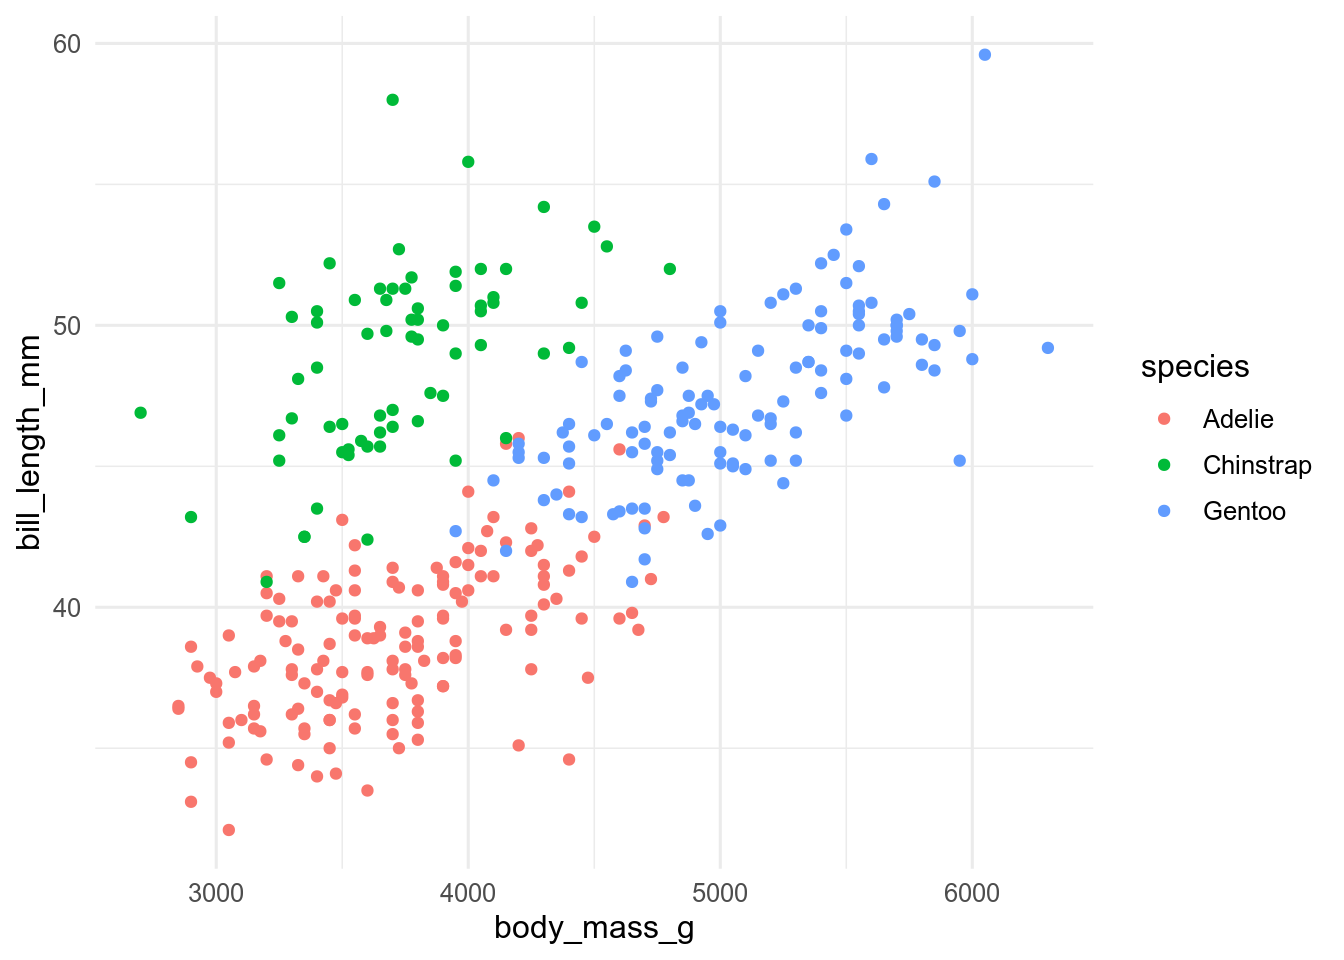 60
50
40
bill_length_mm
3000 4000 5000 6000
body_mass_g
species
Adelie
Chinstrap
Gentoo